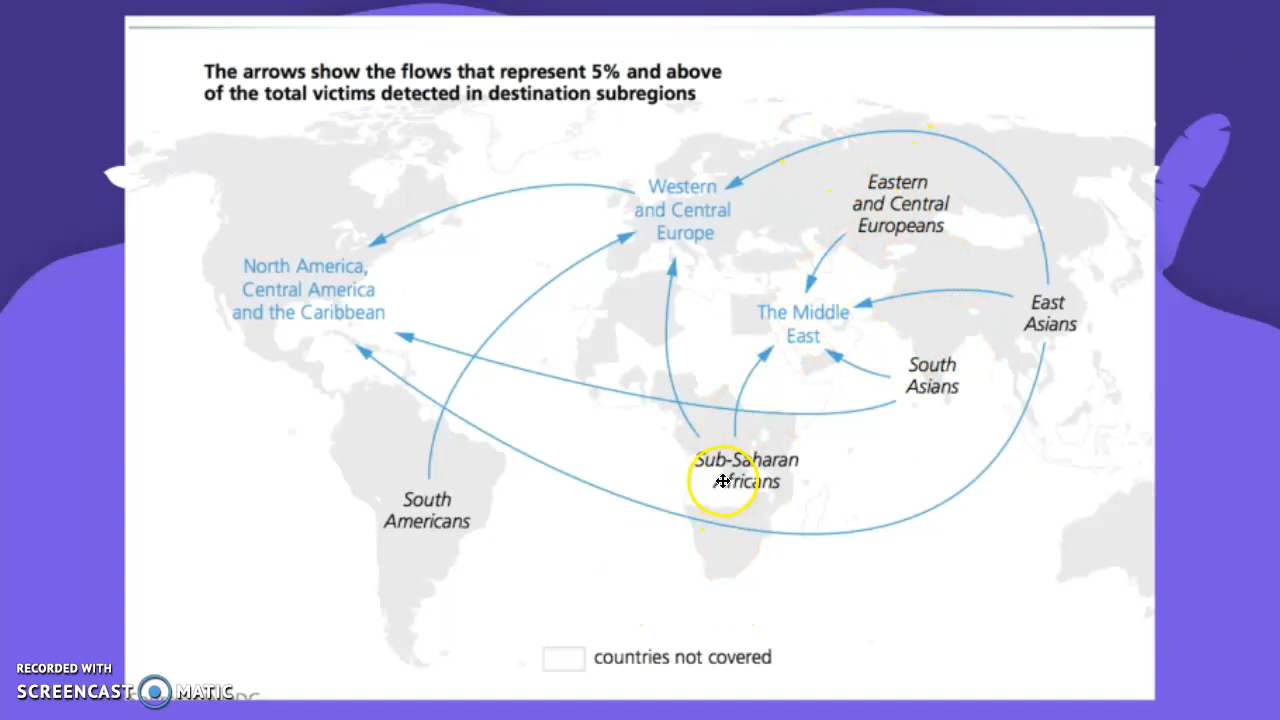 The arrows show the flows that represent 5% and above
of the total victims detected in destination subregions
Western
and Central
Europe
Eastern
and Central
Europeans
North America,
Central America
and the Caribbean
The Middle
East
East
Asians
South
Asians
Sub-Saharan
Africans
South
Americans
countries not covered
RECORDED WITH
SCREENCAST MATIC